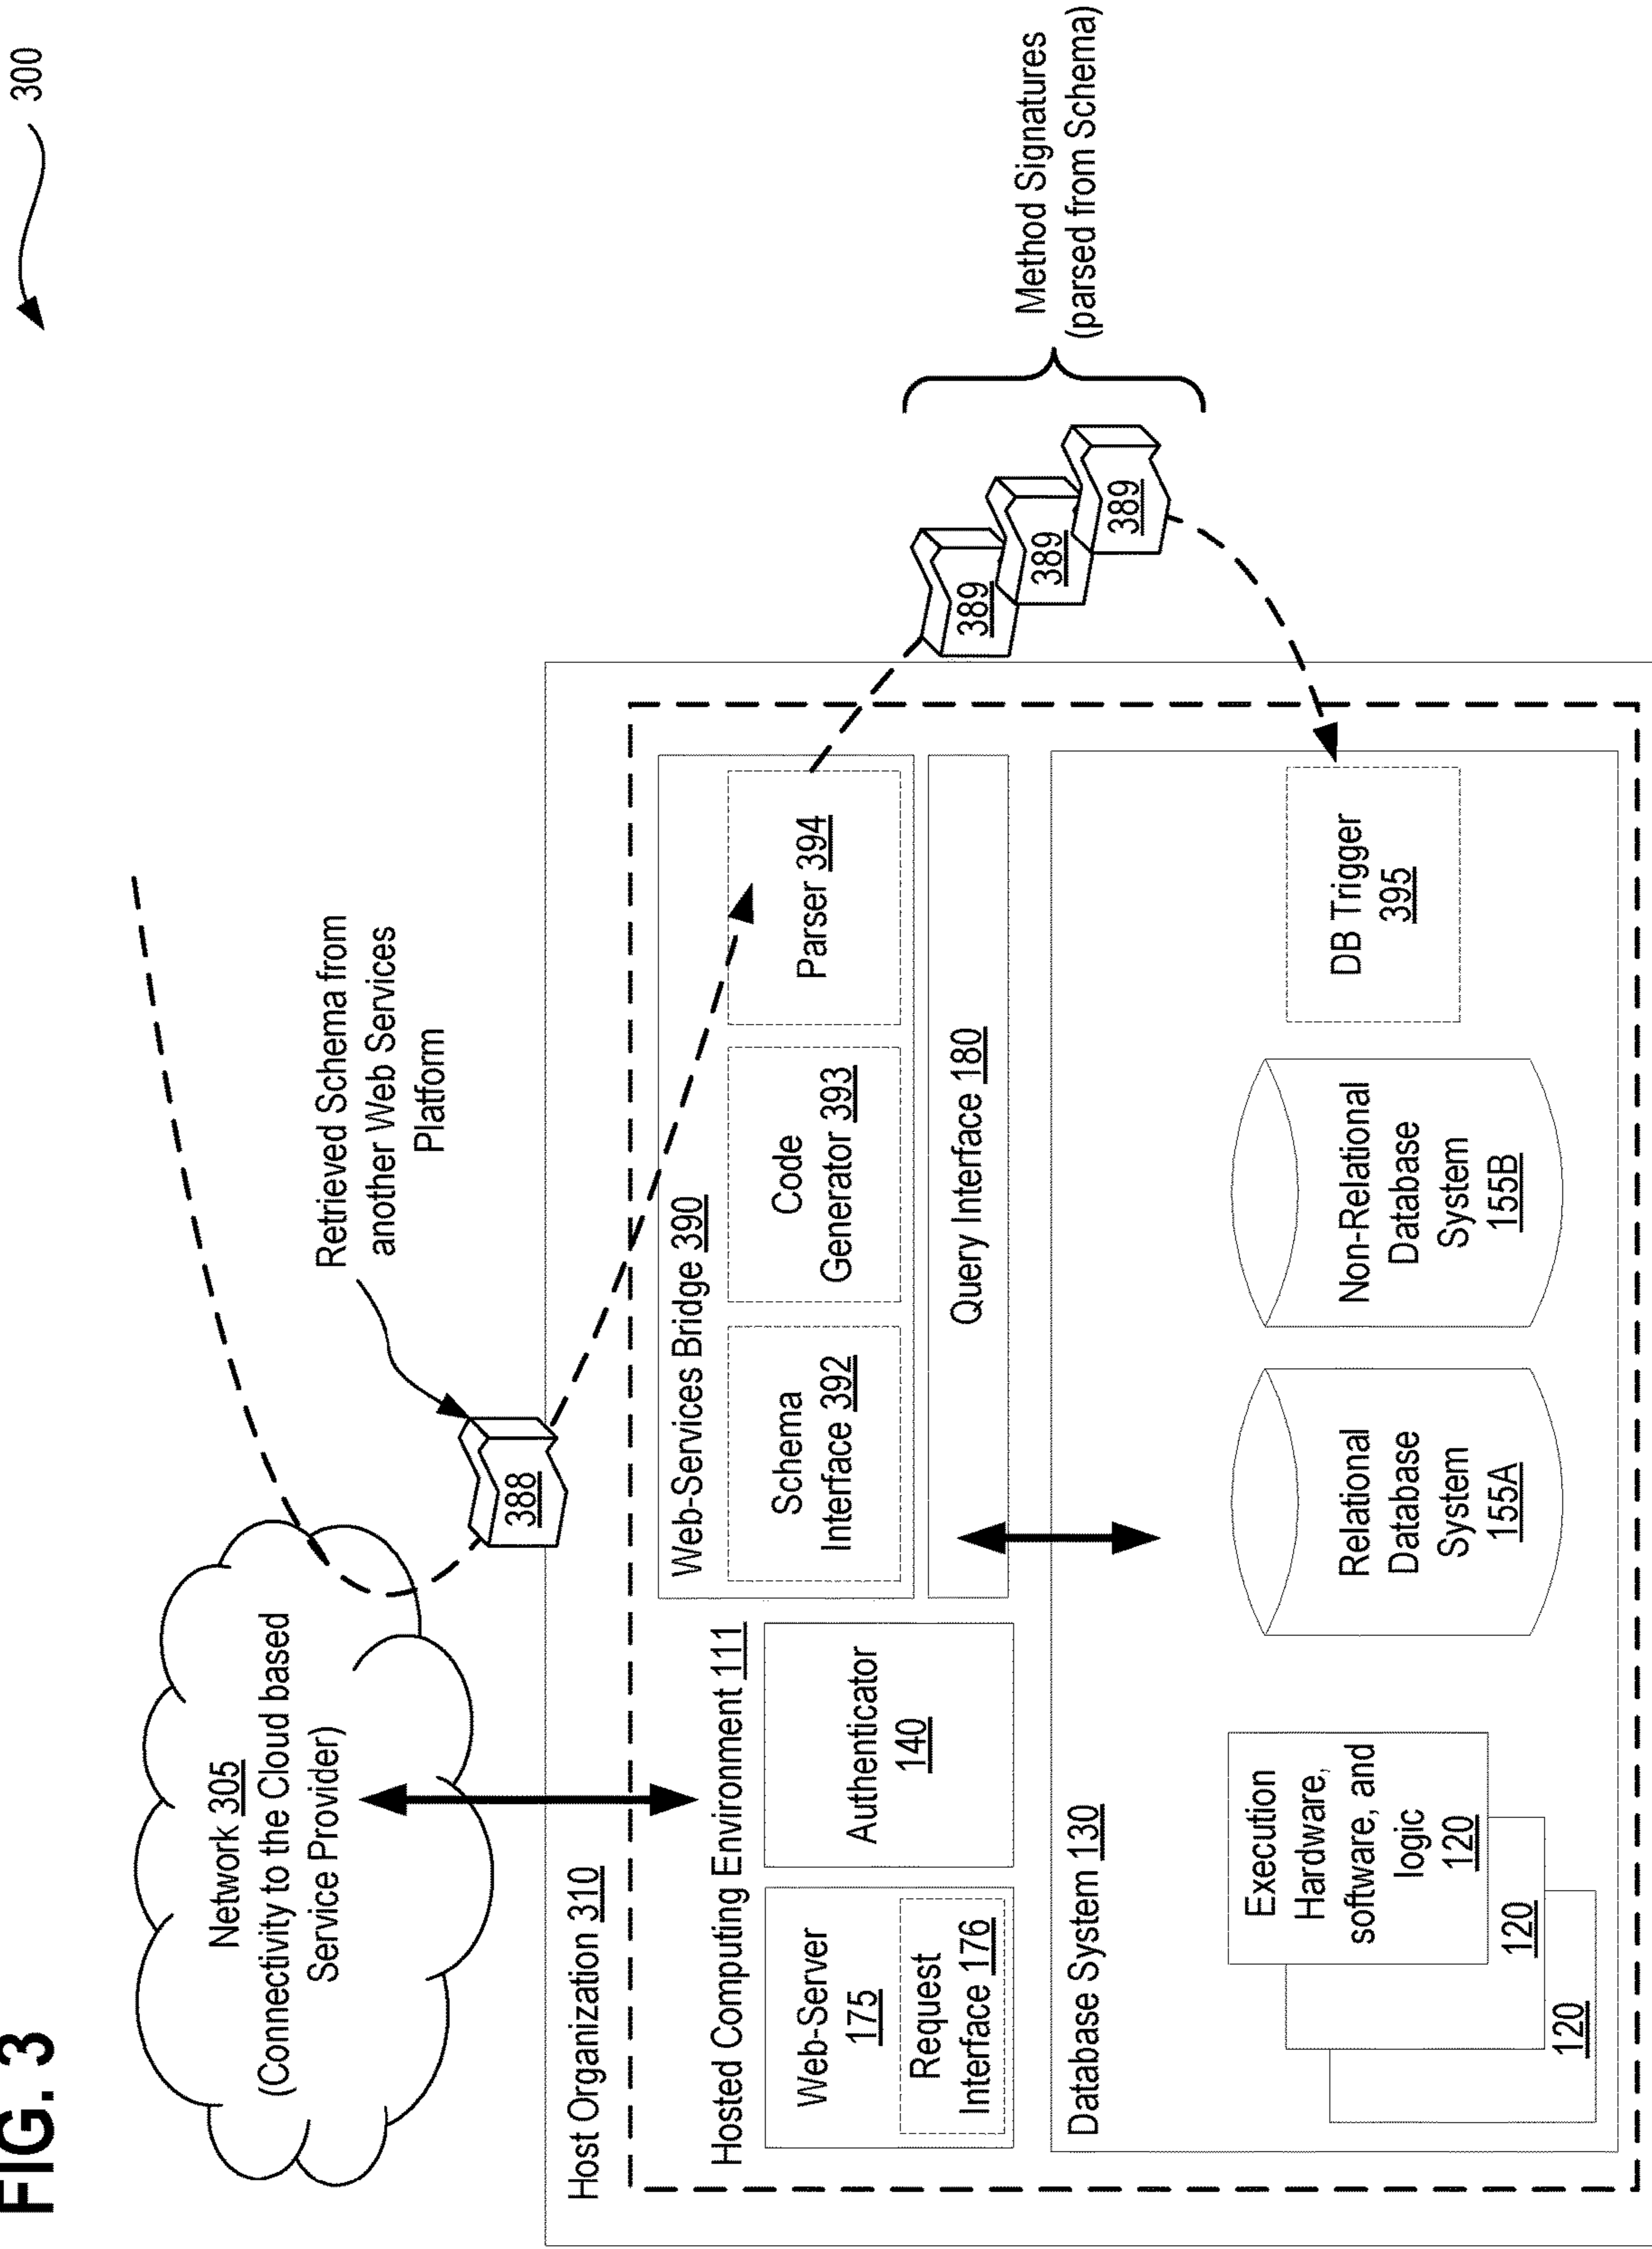 FIG. 3
300
Network 305
(Connectivity to the Cloud based
Service Provider)
Retrieved Schema from
another Web Services
Platform
388
Host Organization 310
Hosted Computing Environment 111
Web-Server
175
Request
Interface 176
Authenticator
140
Web-Services Bridge 390
Schema
Interface 392
Code
Generator 393
Parser 394
Query Interface 180
389
389
389
Method Signatures
(parsed from Schema)
Database System 130
Execution
Hardware,
software, and
logic
120
120
120
Relational
Database
System
155A
Non-Relational
Database
System
155B
DB Trigger
395